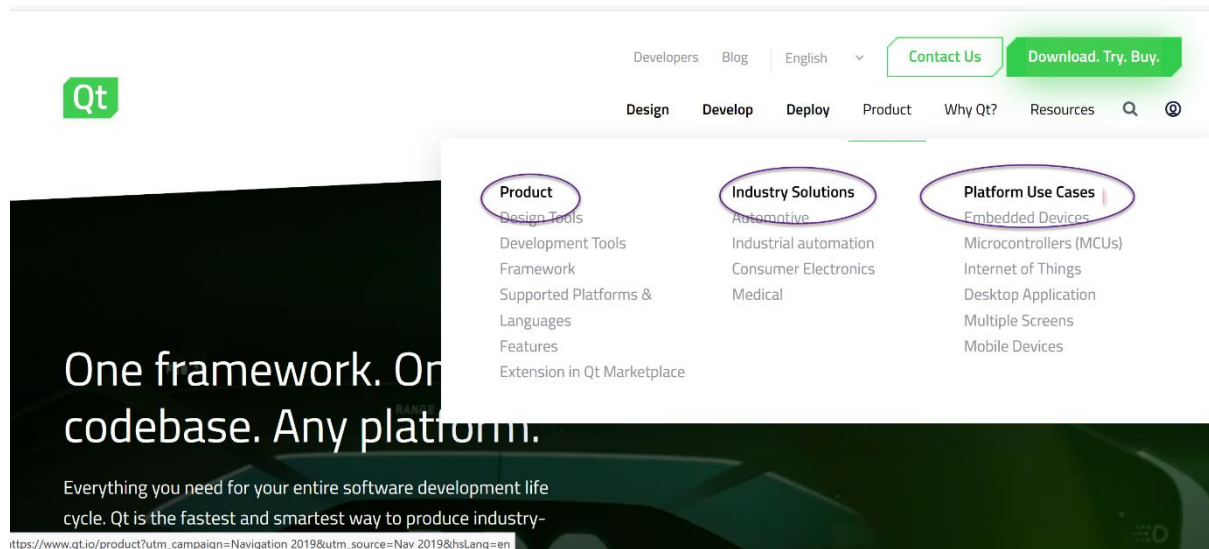 Developers Blog English Contact Us Download. Try. Buy.
Qt
Design Develop Deploy Product Why Qt? Resources
Product
Design Tools
Development Tools
Framework
Supported Platforms &
Languages
Features
Extension in Qt Marketplace
Industry Solutions
Automotive
Industrial automation
Consumer Electronics
Medical
Platform Use Cases
Embedded Devices
Microcontrollers (MCUs)
Internet of Things
Desktop Application
Multiple Screens
Mobile Devices
One framework. On
codebase. Any platform.
RANGE
Everything you need for your entire software development life
cycle. Qt is the fastest and smartest way to produce industry-
ttps://www.qt.io/product?utm_campaign=Navigation 2019&utm_source=Nav 2019&hsLang=en